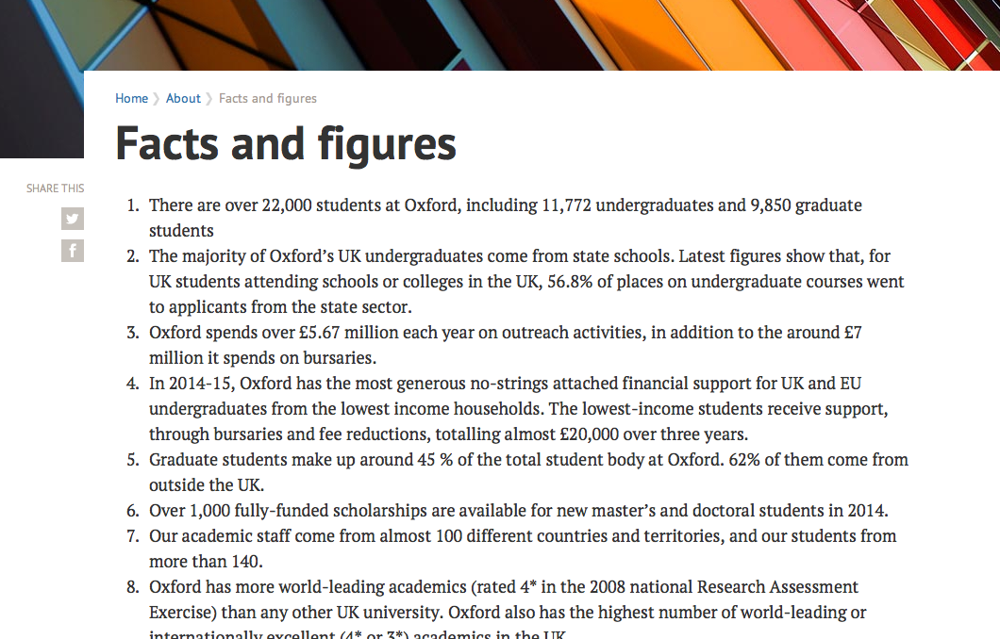 Home > About > Facts and figures
Facts and figures
SHARE THIS
1. There are over 22,000 students at Oxford, including 11,772 undergraduates and 9,850 graduate
students
2. The majority of Oxford's UK undergraduates come from state schools. Latest figures show that, for
UK students attending schools or colleges in the UK, 56.8% of places on undergraduate courses went
to applicants from the state sector.
3. Oxford spends over £5.67 million each year on outreach activities, in addition to the around £7
million it spends on bursaries.
4. In 2014-15, Oxford has the most generous no-strings attached financial support for UK and EU
undergraduates from the lowest income households. The lowest-income students receive support,
through bursaries and fee reductions, totalling almost £20,000 over three years.
5. Graduate students make up around 45 % of the total student body at Oxford. 62% of them come from
outside the UK.
6. Over 1,000 fully-funded scholarships are available for new master's and doctoral students in 2014.
7. Our academic staff come from almost 100 different countries and territories, and our students from
more than 140.
8. Oxford has more world-leading academics (rated 4* in the 2008 national Research Assessment
Exercise) than any other UK university. Oxford also has the highest number of world-leading or
internationally excellent (4* or 3*) academics in the UK.